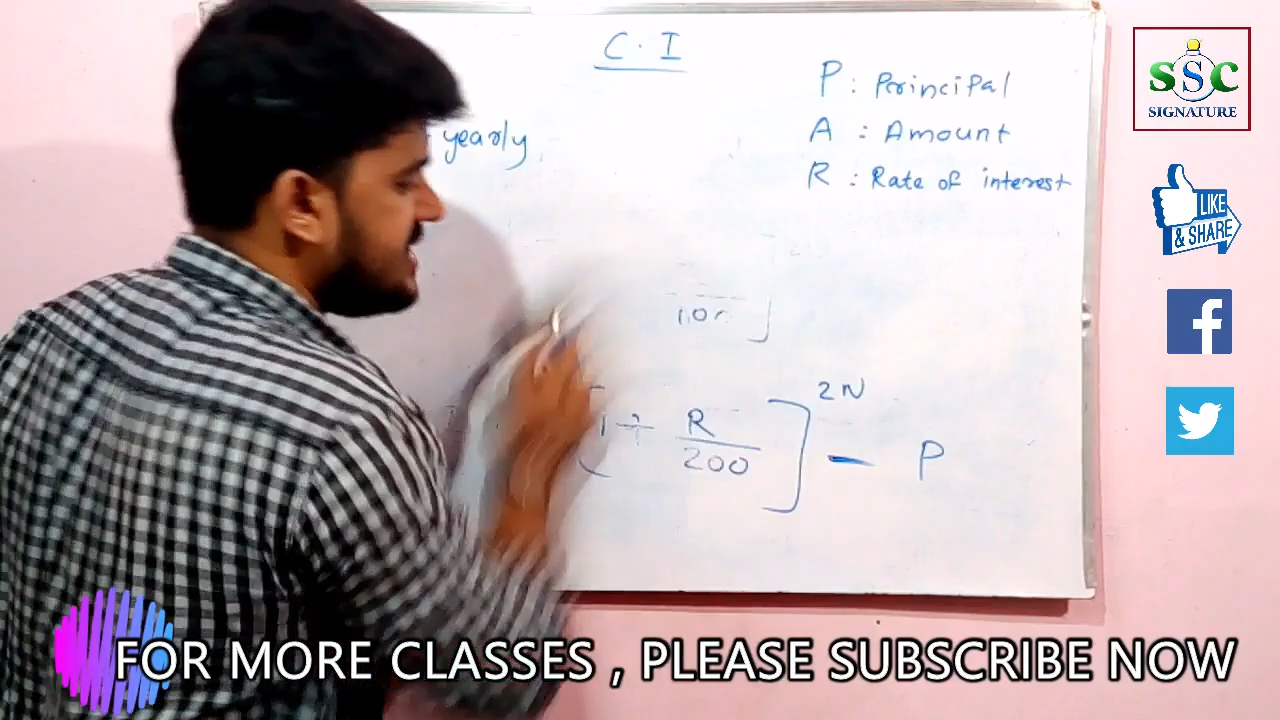 C. I
P : Principal
yearly
A : Amount
R : Rate of interest
2N
1 + R
200
] - P
SSC
SIGNATURE
LIKE
& SHARE
f
FOR MORE CLASSES , PLEASE SUBSCRIBE NOW